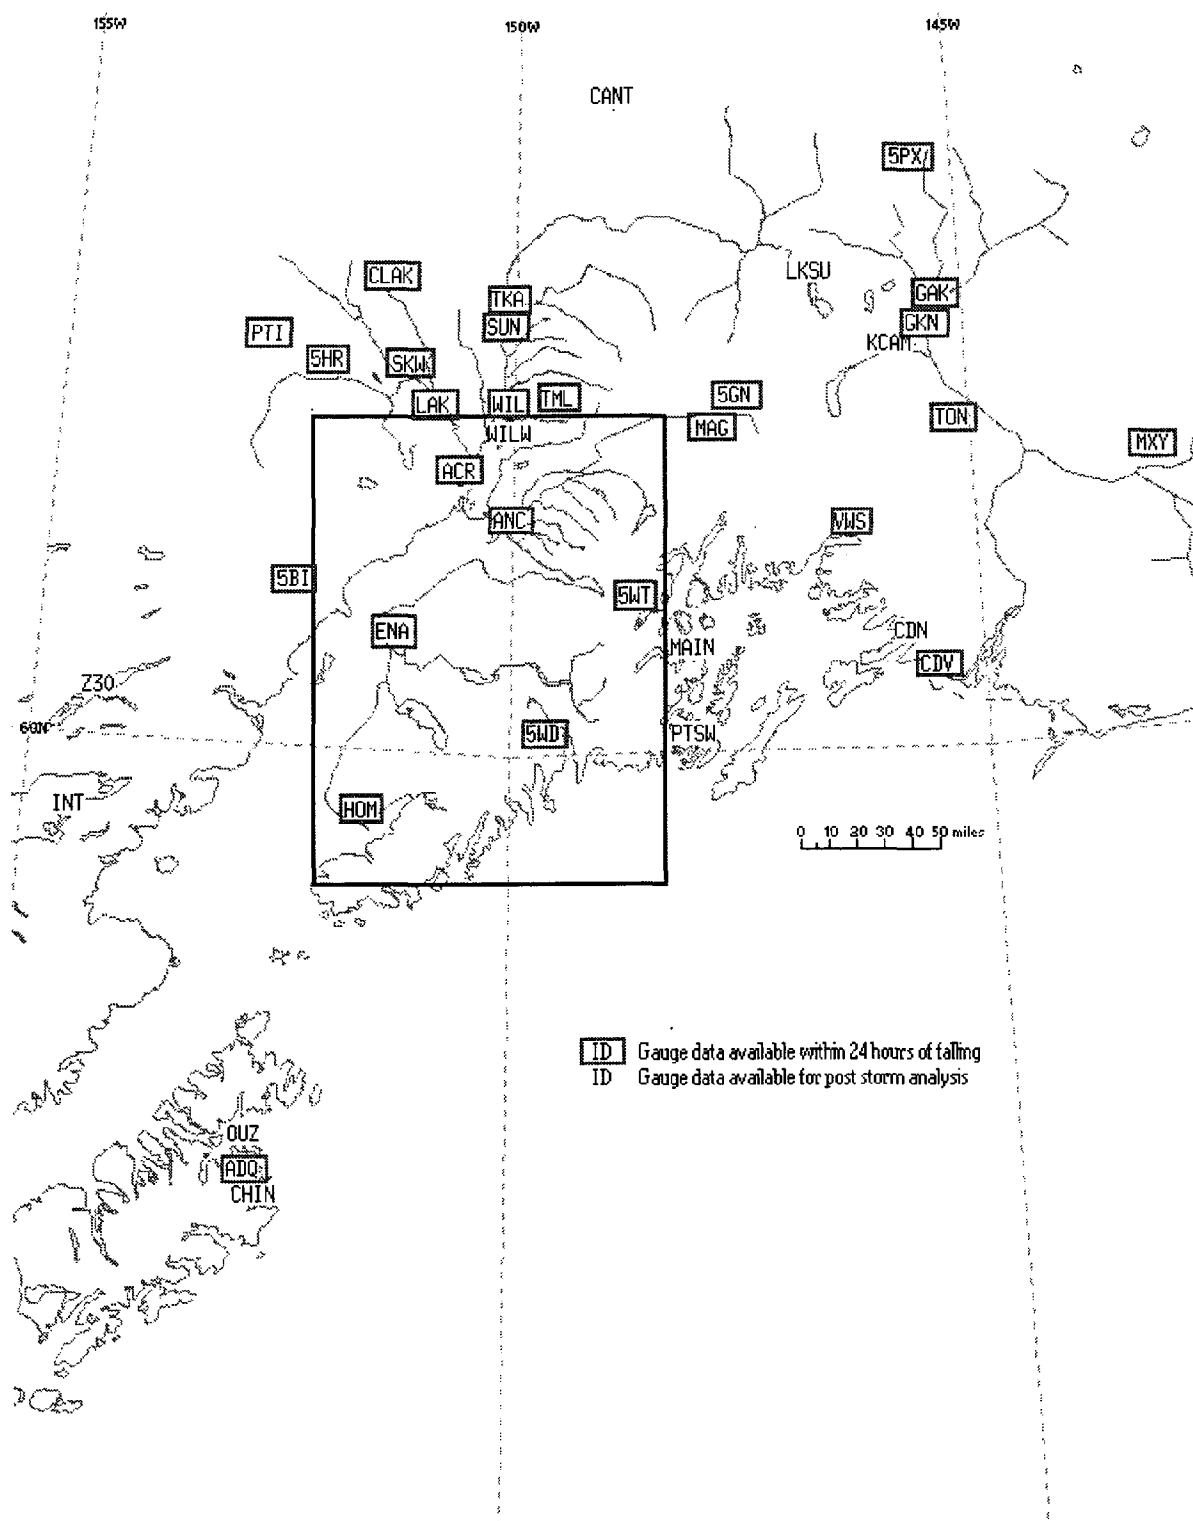 155W
150W
145W
CANT
5PX
LKSU
CLAK
TKA
GAK
SUN
GKN
PTI
KCAM
5HR
SKW
5GN
LAK
WIL
TML
TON
MAG
WILW
MXY
ACR
ANC
VWS
5BI
5WT
ENA
CDN
MAIN
CDV
Z30
60N
5WD
PTSW
INT
HOM
0 10 20 30 40 50 miles
ID Gauge data available within 24 hours of falling
ID Gauge data available for post storm analysis
OUZ
ADQ
CHIN